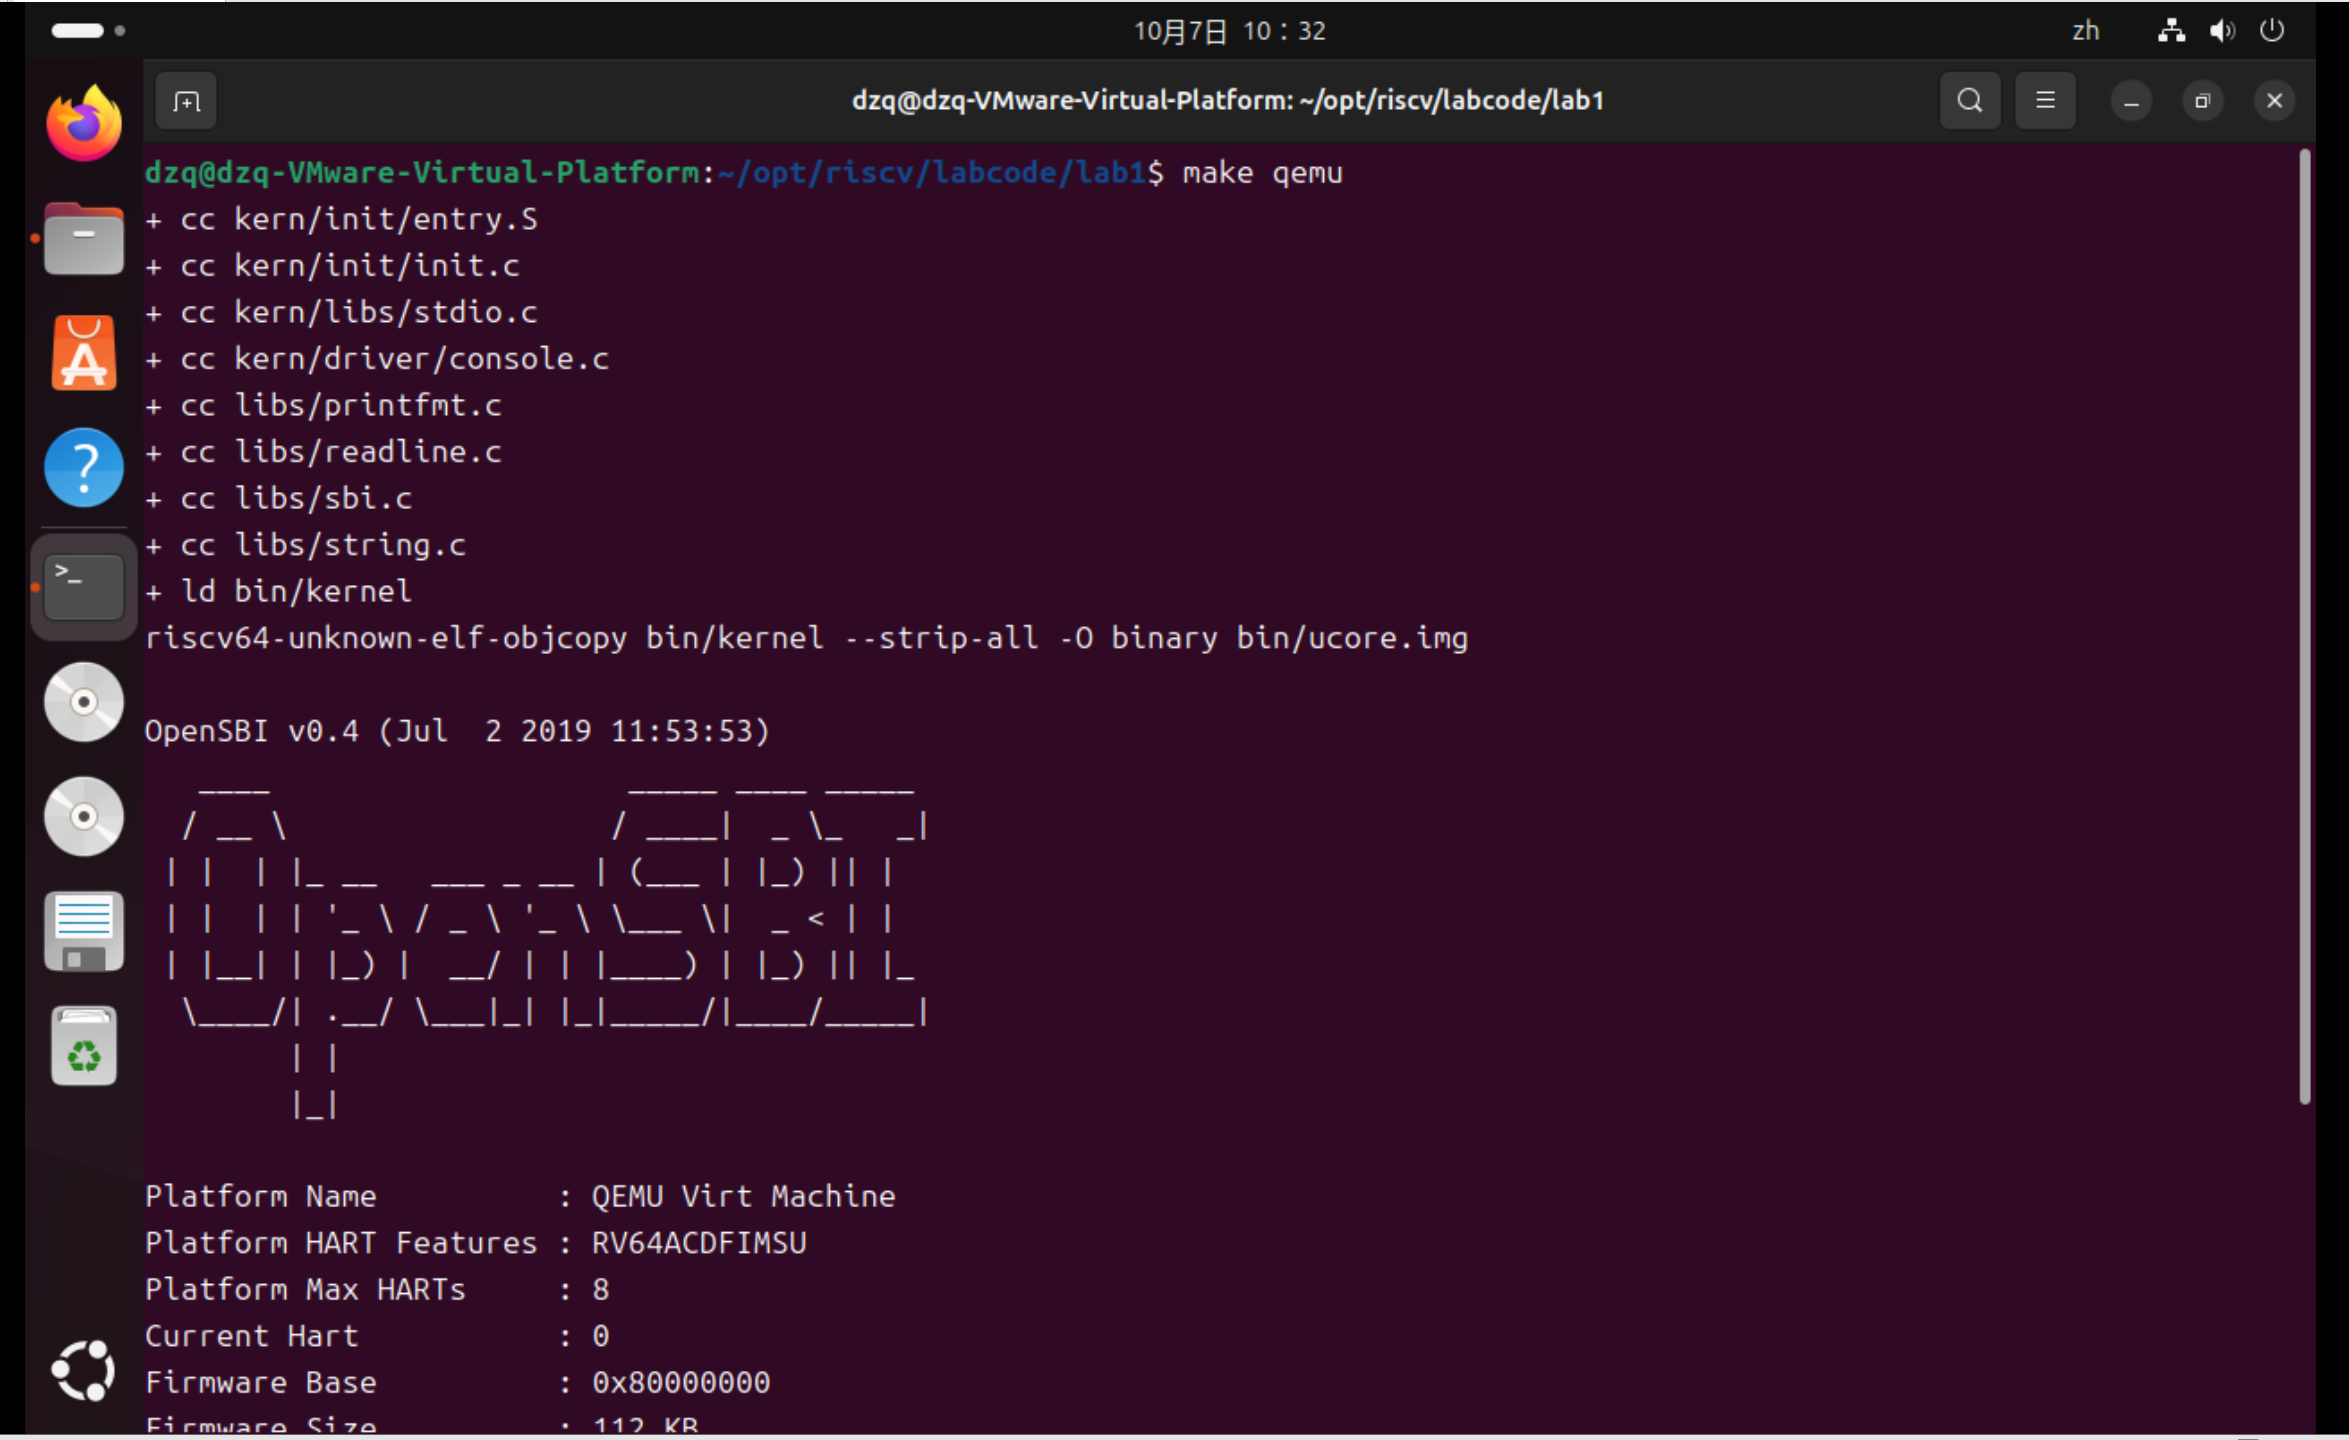 10月7日 10：32
zh
dzq@dzq-VMware-Virtual-Platform: ~/opt/riscv/labcode/lab1
dzq@dzq-VMware-Virtual-Platform:~/opt/riscv/labcode/lab1$ make qemu
+ cc kern/init/entry.S
+ cc kern/init/init.c
+ cc kern/libs/stdio.c
+ cc kern/driver/console.c
+ cc libs/printfmt.c
+ cc libs/readline.c
+ cc libs/sbi.c
+ cc libs/string.c
+ ld bin/kernel
riscv64-unknown-elf-objcopy bin/kernel --strip-all -O binary bin/ucore.img
OpenSBI v0.4 (Jul  2 2019 11:53:53)
   ____                    _____ ____ _____
  / __ \                  / ____|  _ \_   _|
 | |  | |_ __   ___ _ __ | (___ | |_) || |
 | |  | | '_ \ / _ \ '_ \ \___ \|  _ < | |
 | |__| | |_) |  __/ | | |____) | |_) || |_
  \____/| .__/ \___|_| |_|_____/|____/_____|
        | |
        |_|
Platform Name          : QEMU Virt Machine
Platform HART Features : RV64ACDFIMSU
Platform Max HARTs     : 8
Current Hart           : 0
Firmware Base          : 0x80000000
Firmware Size          : 112 KB